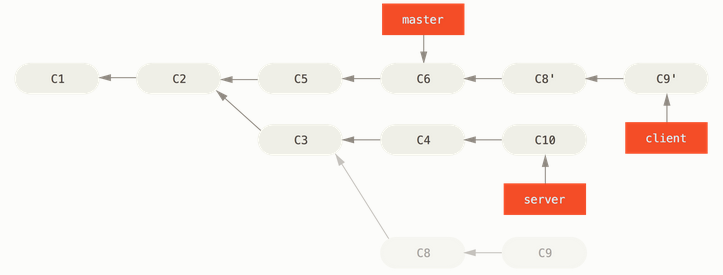 master
C1 C2 C5 C6 C8' C9'
client
C3 C4 C10
server
C8 C9